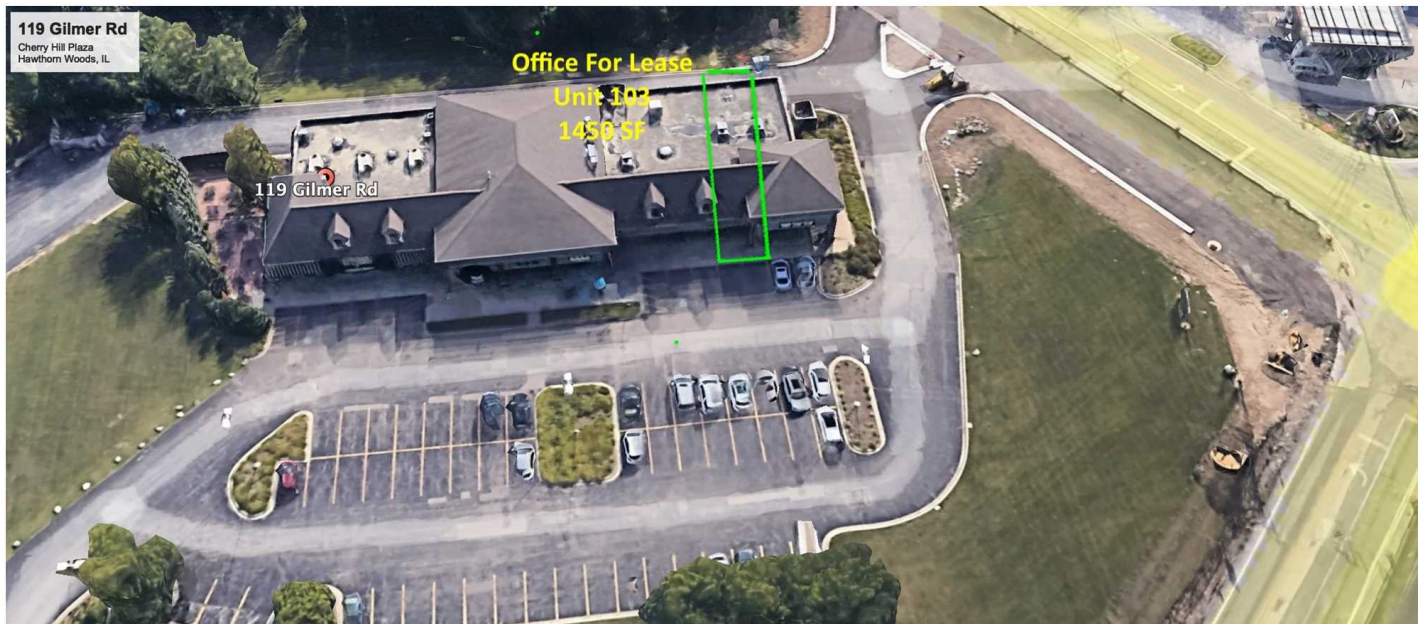 119 Gilmer Rd
Cherry Hill Plaza
Hawthorn Woods, IL
Office For Lease
Unit 103
1450 SF
119 Gilmer Rd